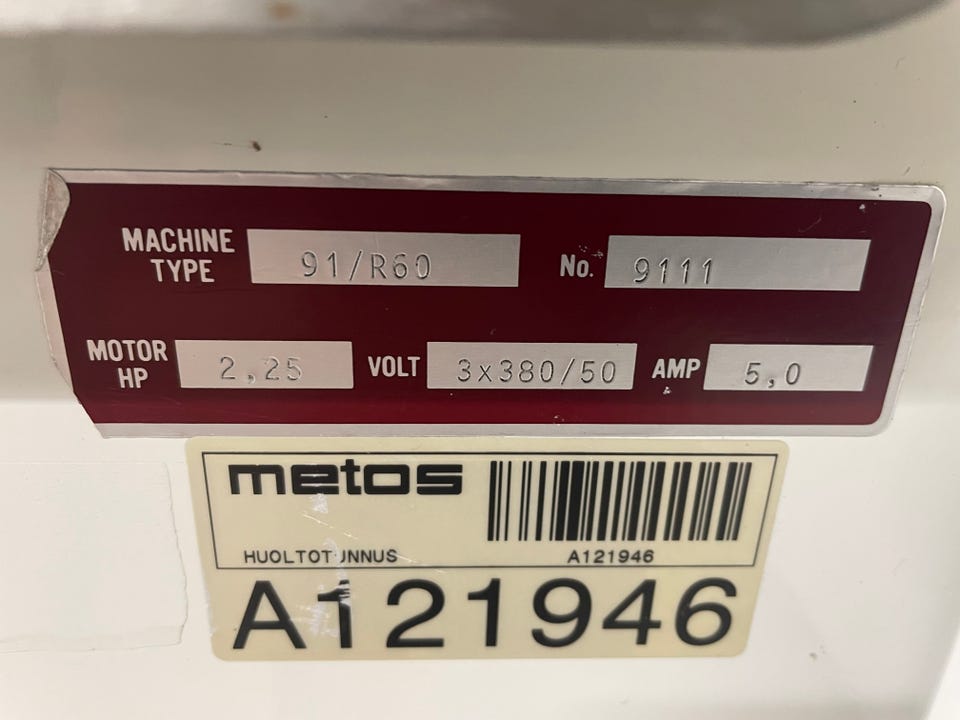 MACHINE TYPE 91/R60 No. 9111
MOTOR HP 2,25 VOLT 3x380/50 AMP 5,0
metos
HUOLTOTUNNUS A121946
A121946